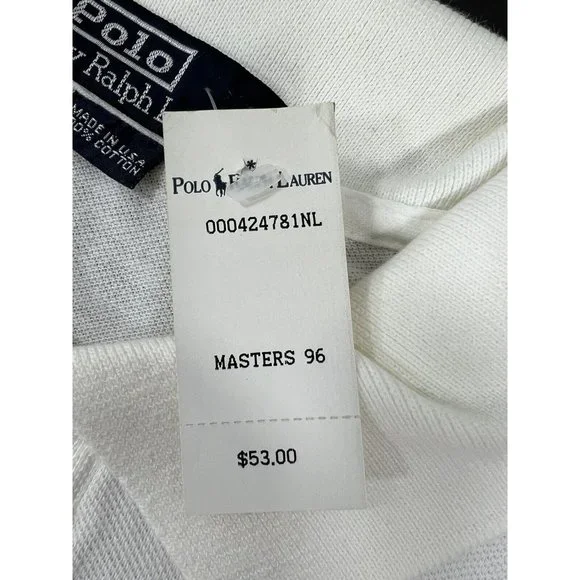 Polo
Ralph
MADE IN USA
COTTON
POLO LAUREN
000424781NL
MASTERS 96
$53.00